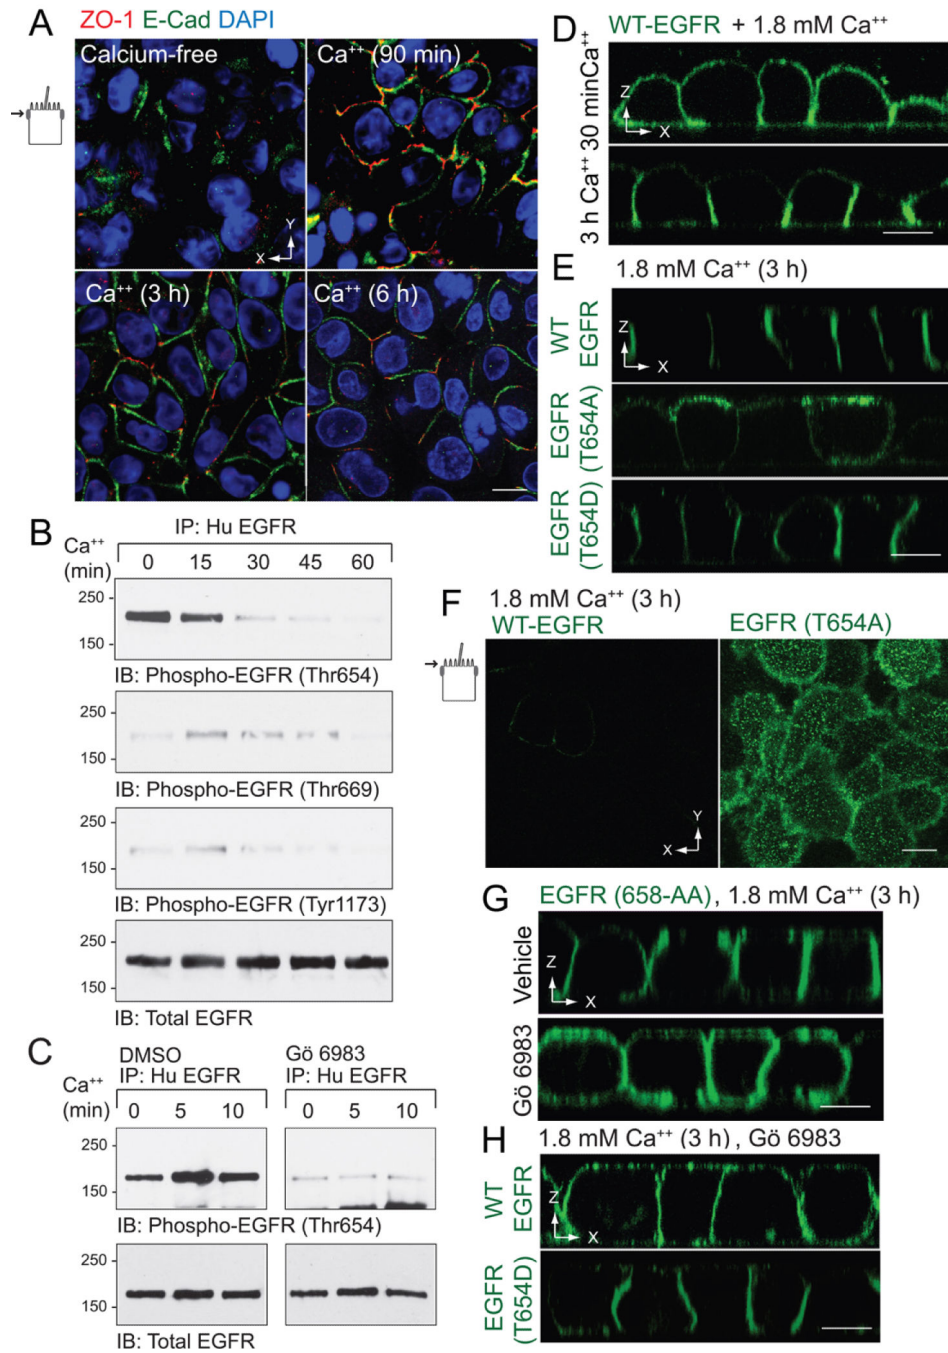 A
ZO-1 E-Cad DAPI
Calcium-free
Ca++ (90 min)
Y
X
Ca++ (3 h)
Ca++ (6 h)
B
IP: Hu EGFR
Ca++
(min)
0 15 30 45 60
250
150
IB: Phospho-EGFR (Thr654)
250
150
IB: Phospho-EGFR (Thr669)
250
150
IB: Phospho-EGFR (Tyr1173)
250
150
IB: Total EGFR
C
DMSO
IP: Hu EGFR
Gö 6983
IP: Hu EGFR
Ca++
(min)
0 5 10
0 5 10
250
150
IB: Phospho-EGFR (Thr654)
250
150
IB: Total EGFR
D
WT-EGFR + 1.8 mM Ca++
30 minCa++
Z
X
3 h Ca++
E
1.8 mM Ca++ (3 h)
WT
EGFR
Z
X
EGFR
(T654A)
EGFR
(T654D)
F
1.8 mM Ca++ (3 h)
WT-EGFR
EGFR (T654A)
Y
X
G
EGFR (658-AA), 1.8 mM Ca++ (3 h)
Vehicle
Z
X
Gö 6983
H
1.8 mM Ca++ (3 h), Gö 6983
WT
EGFR
Z
X
EGFR
(T654D)